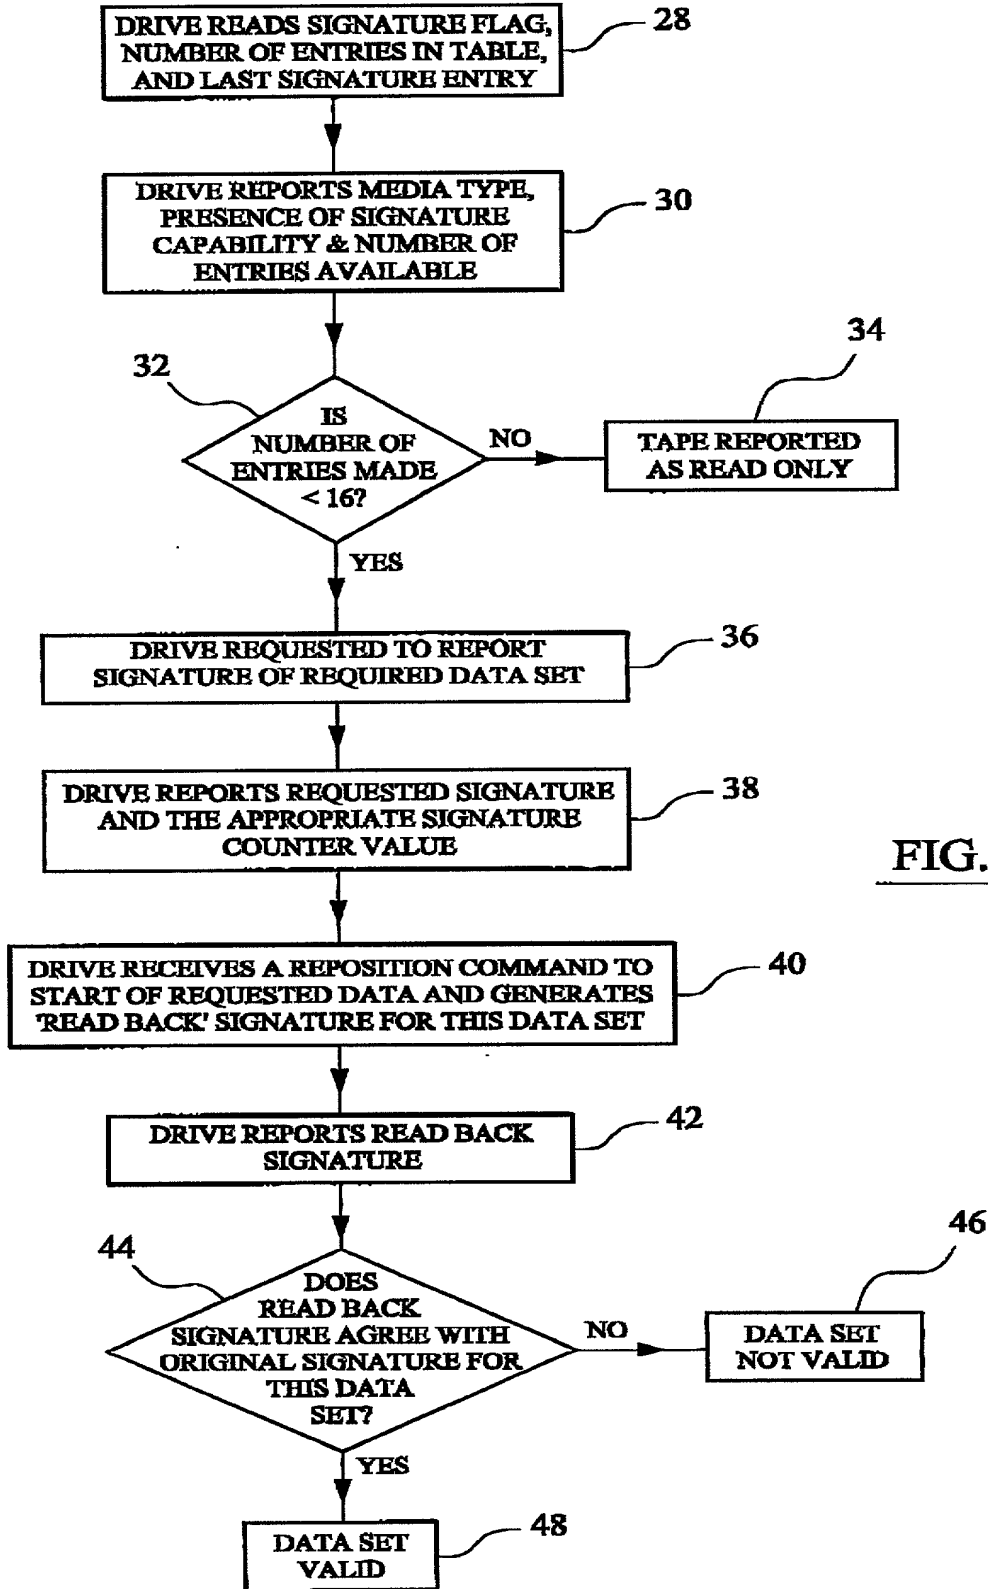 DRIVE READS SIGNATURE FLAG,
NUMBER OF ENTRIES IN TABLE,
AND LAST SIGNATURE ENTRY
28
DRIVE REPORTS MEDIA TYPE,
PRESENCE OF SIGNATURE
CAPABILITY & NUMBER OF
ENTRIES AVAILABLE
30
32
IS
NUMBER OF
ENTRIES MADE
< 16?
NO
34
TAPE REPORTED
AS READ ONLY
YES
DRIVE REQUESTED TO REPORT
SIGNATURE OF REQUIRED DATA SET
36
DRIVE REPORTS REQUESTED SIGNATURE
AND THE APPROPRIATE SIGNATURE
COUNTER VALUE
38
FIG.
DRIVE RECEIVES A REPOSITION COMMAND TO
START OF REQUESTED DATA AND GENERATES
'READ BACK' SIGNATURE FOR THIS DATA SET
40
DRIVE REPORTS READ BACK
SIGNATURE
42
44
DOES
READ BACK
SIGNATURE AGREE WITH
ORIGINAL SIGNATURE FOR
THIS DATA
SET?
NO
46
DATA SET
NOT VALID
YES
DATA SET
VALID
48